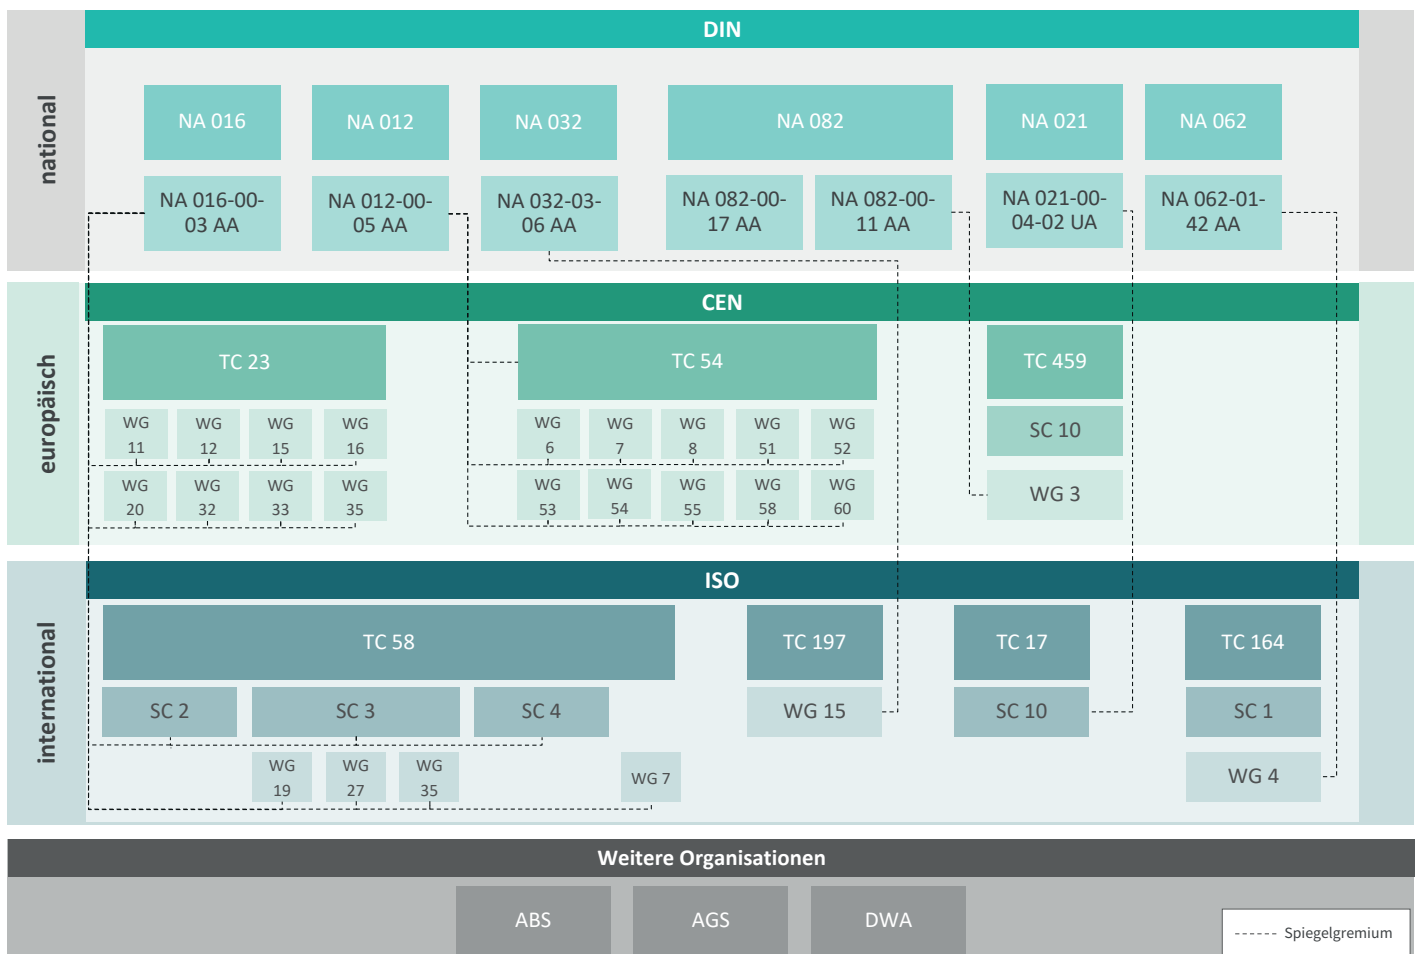 DIN
national
NA 016
NA 012
NA 032
NA 082
NA 021
NA 062
NA 016-00-
03 AA
NA 012-00-
05 AA
NA 032-03-
06 AA
NA 082-00-
17 AA
NA 082-00-
11 AA
NA 021-00-
04-02 UA
NA 062-01-
42 AA
CEN
europäisch
TC 23
TC 54
TC 459
WG
11
WG
12
WG
15
WG
16
WG
6
WG
7
WG
8
WG
51
WG
52
SC 10
WG
20
WG
32
WG
33
WG
35
WG
53
WG
54
WG
55
WG
58
WG
60
WG 3
ISO
international
TC 58
TC 197
TC 17
TC 164
SC 2
SC 3
SC 4
WG 15
SC 10
SC 1
WG
19
WG
27
WG
35
WG 7
WG 4
Weitere Organisationen
ABS
AGS
DWA
Spiegelgremium